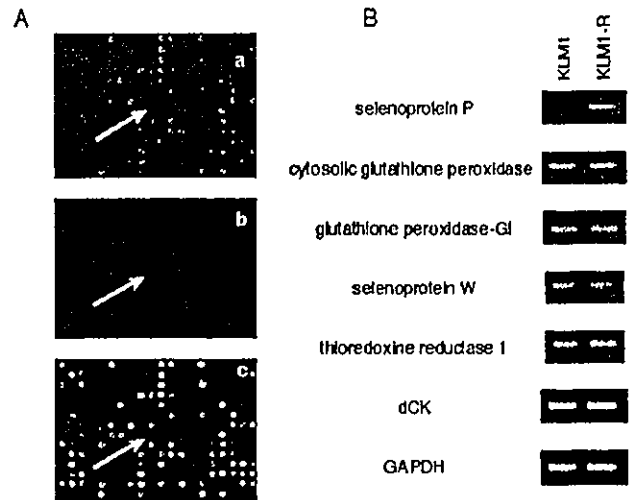 A
a
b
c
B
KLM1
KLM1-R
selenoprotein P
cytosolic glutathione peroxidase
glutathione peroxidase-GI
selenoprotein W
thioredoxine reductase 1
dCK
GAPDH